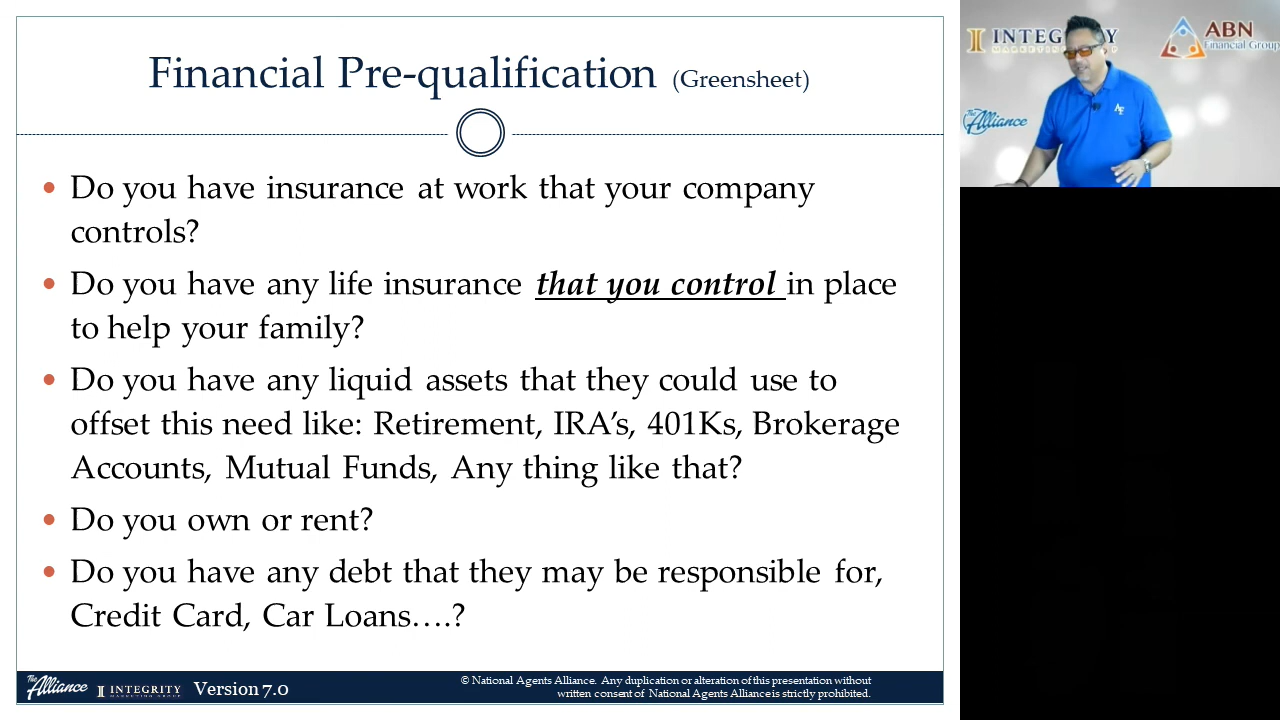 Financial Pre-qualification (Greensheet)
• Do you have insurance at work that your company
controls?
• Do you have any life insurance that you control in place
to help your family?
• Do you have any liquid assets that they could use to
offset this need like: Retirement, IRA’s, 401Ks, Brokerage
Accounts, Mutual Funds, Any thing like that?
• Do you own or rent?
• Do you have any debt that they may be responsible for,
Credit Card, Car Loans….?
The Alliance INTEGRITY MARKETING GROUP Version 7.0
© National Agents Alliance. Any duplication or alteration of this presentation without
written consent of National Agents Alliance is strictly prohibited.
INTEG ITY
ABN
Financial Group
The Alliance